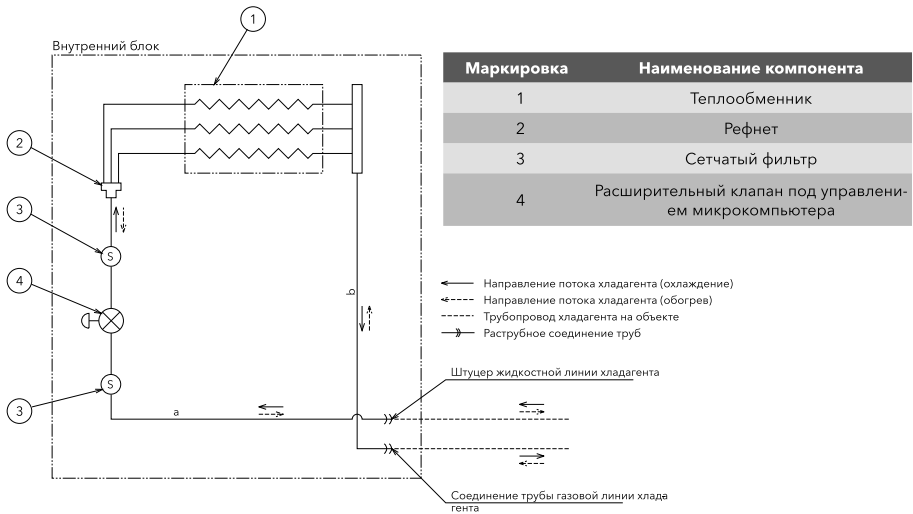 1
Внутренний блок
2
3
S
4
3
S
a
b
Маркировка Наименование компонента
1 Теплообменник
2 Рефнет
3 Сетчатый фильтр
4 Расширительный клапан под управлени-
ем микрокомпьютера
Направление потока хладагента (охлаждение)
Направление потока хладагента (обогрев)
Трубопровод хладагента на объекте
Раструбное соединение труб
Штуцер жидкостной линии хладагента
Соединение трубы газовой линии хлада-
гента